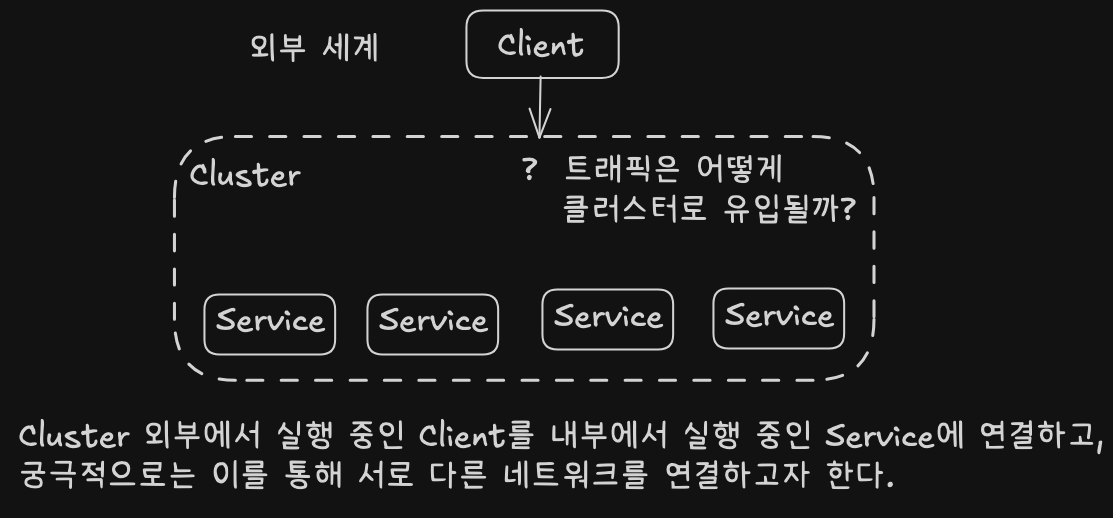 외부 세계
Client
Cluster
? 트래픽은 어떻게
클러스터로 유입될까?
Service
Service
Service
Service
Cluster 외부에서 실행 중인 Client를 내부에서 실행 중인 Service에 연결하고,
궁극적으로는 이를 통해 서로 다른 네트워크를 연결하고자 한다.